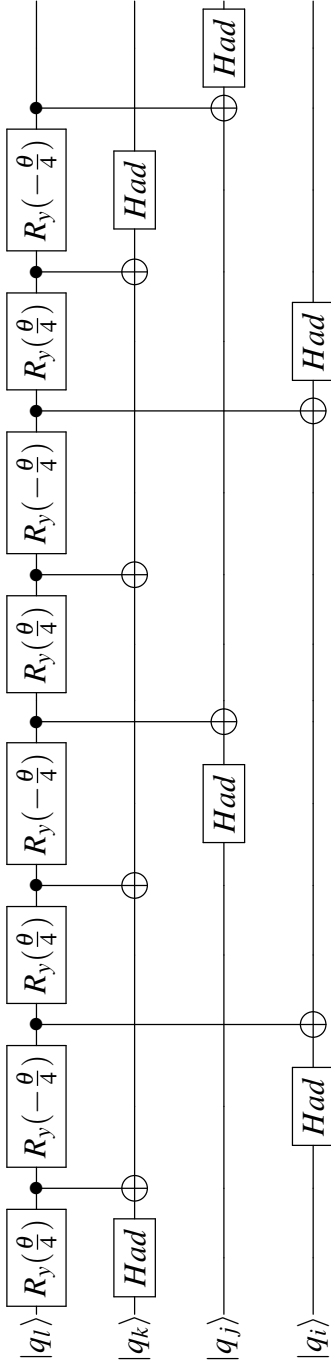 |q_l⟩ R_y(θ/4) R_y(-θ/4) R_y(θ/4) R_y(-θ/4) R_y(θ/4) R_y(-θ/4) R_y(θ/4) R_y(-θ/4)
|q_k⟩ Had Had
|q_j⟩ Had Had
|q_i⟩ Had Had